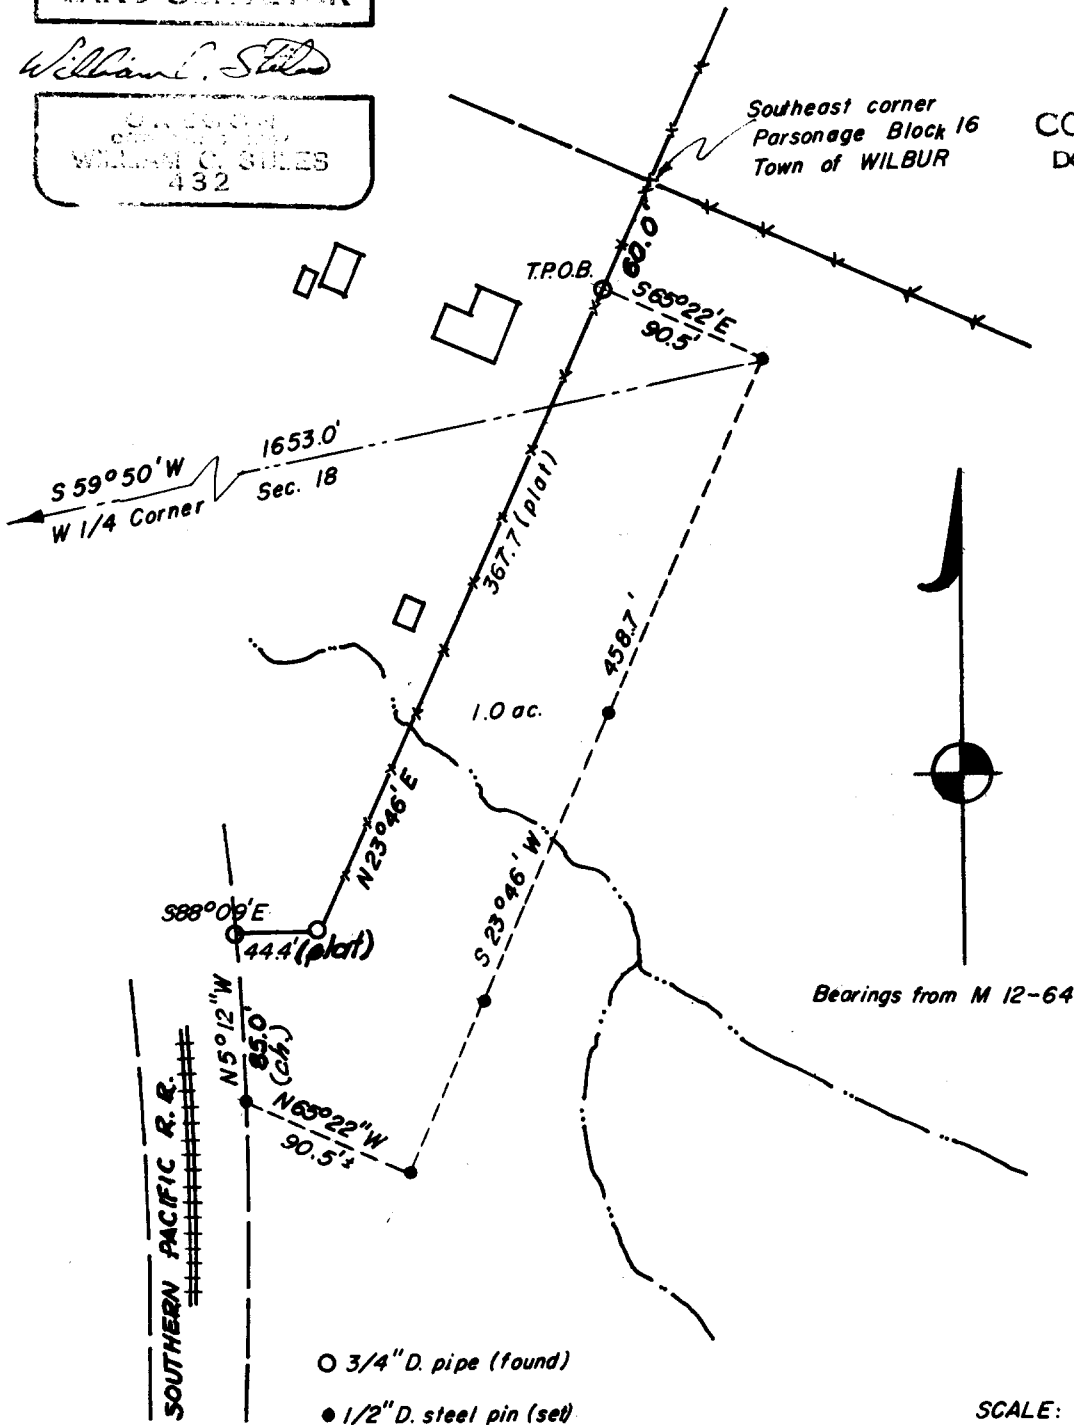 William C. Stiles
OREGON
WILLIAM C. STILES
432
Southeast corner
Parsonage Block 16
Town of WILBUR
CO
60.0'
T.P.O.B.
S65°22'E
90.5'
1653.0'
S 59°50'W
Sec. 18
W 1/4 Corner
367.7'(plat)
458.7'
1.0 ac.
N 23°46' E
S 23°46' W
S88°09'E
44.4'(plat)
Bearings from M 12-64
N5°12"W
85.0'
(ch.)
N65°22"W
90.5'±
SOUTHERN PACIFIC R.R.
3/4"D. pipe (found)
1/2"D. steel pin (set)
SCALE: